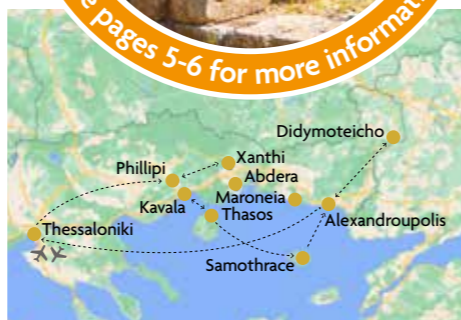 e pages 5-6 for more informat
Didymoteicho
Xanthi
Phillipi
Abdera
Kavala
Maroneia
Thasos
Alexandroupolis
Thessaloniki
Samothrace